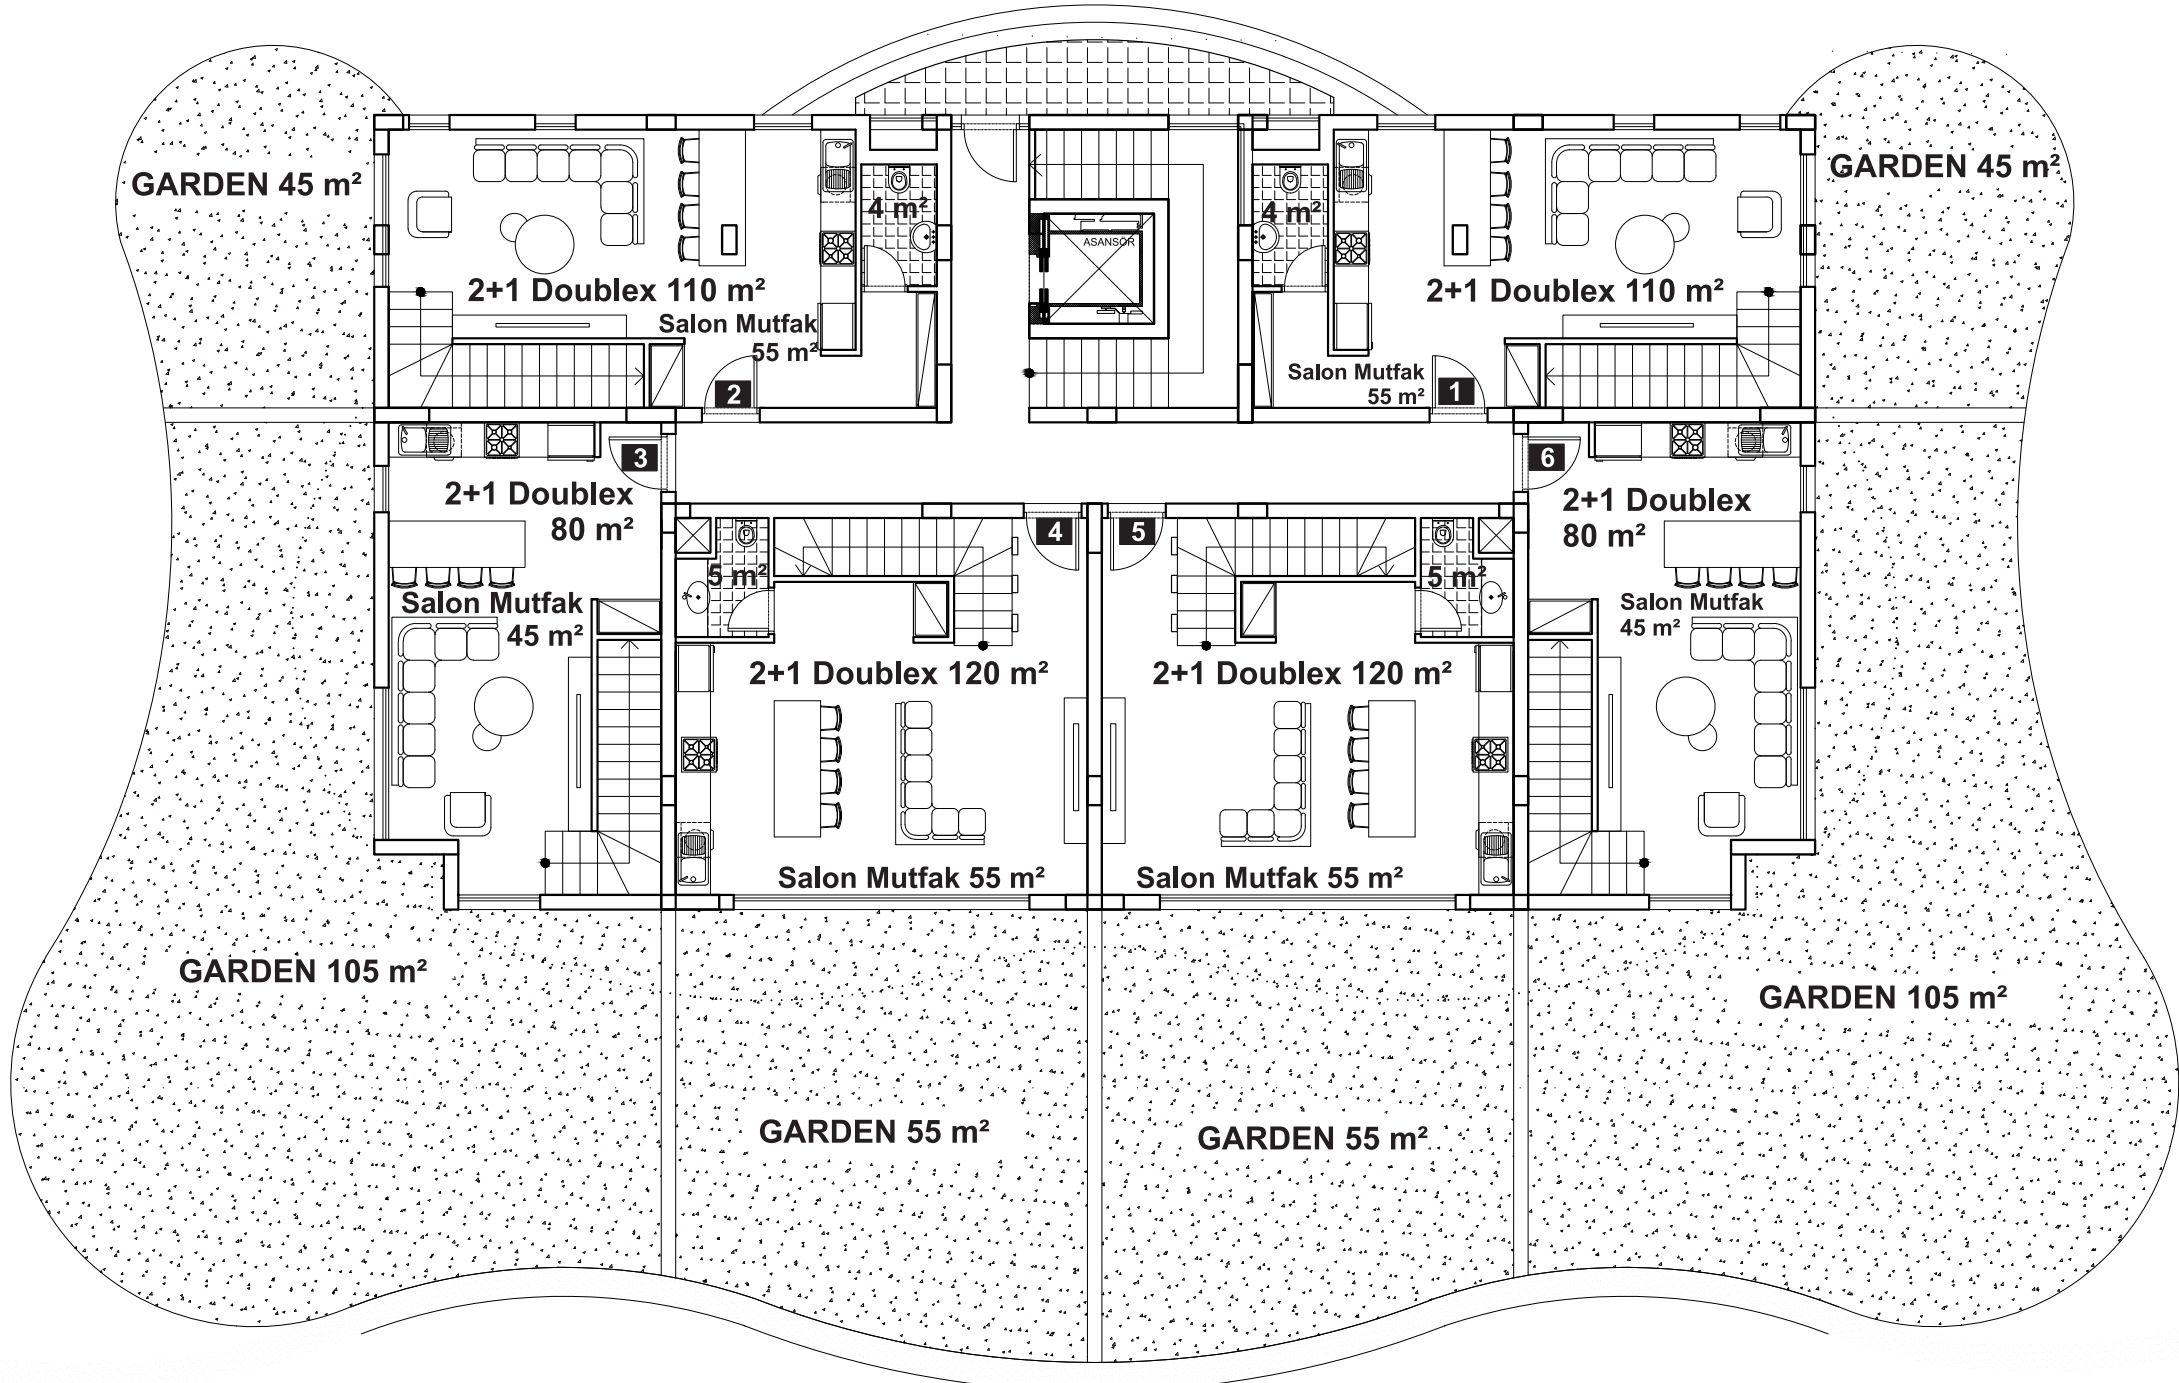 GARDEN 45 m²
GARDEN 45 m²
4 m²
4 m²
ASANSÖR
2+1 Doublex 110 m²
Salon Mutfak
55 m²
2
2+1 Doublex 110 m²
Salon Mutfak
55 m²
1
3
2+1 Doublex
80 m²
Salon Mutfak
45 m²
6
2+1 Doublex
80 m²
Salon Mutfak
45 m²
4
5
5 m²
5 m²
2+1 Doublex 120 m²
2+1 Doublex 120 m²
Salon Mutfak 55 m²
Salon Mutfak 55 m²
GARDEN 105 m²
GARDEN 105 m²
GARDEN 55 m²
GARDEN 55 m²